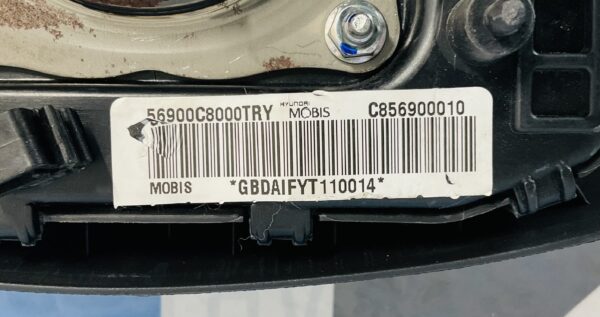 56900C8000TRY HYUNDAI MOBIS C856900010
MOBIS *GBDAIFYT110014*